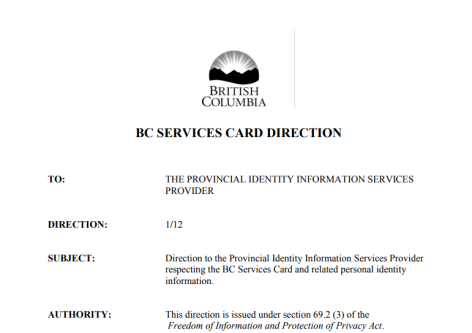 BRITISH
COLUMBIA
BC SERVICES CARD DIRECTION
TO: THE PROVINCIAL IDENTITY INFORMATION SERVICES
PROVIDER
DIRECTION: 1/12
SUBJECT: Direction to the Provincial Identity Information Services Provider
respecting the BC Services Card and related personal identity
information.
AUTHORITY: This direction is issued under section 69.2 (3) of the
Freedom of Information and Protection of Privacy Act.